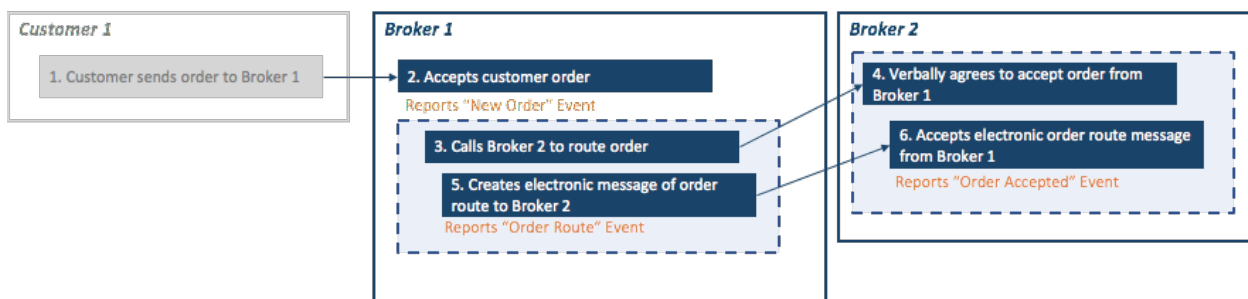 Customer 1
1. Customer sends order to Broker 1
Broker 1
2. Accepts customer order
Reports “New Order” Event
3. Calls Broker 2 to route order
5. Creates electronic message of order
route to Broker 2
Reports “Order Route” Event
Broker 2
4. Verbally agrees to accept order from
Broker 1
6. Accepts electronic order route message
from Broker 1
Reports “Order Accepted” Event